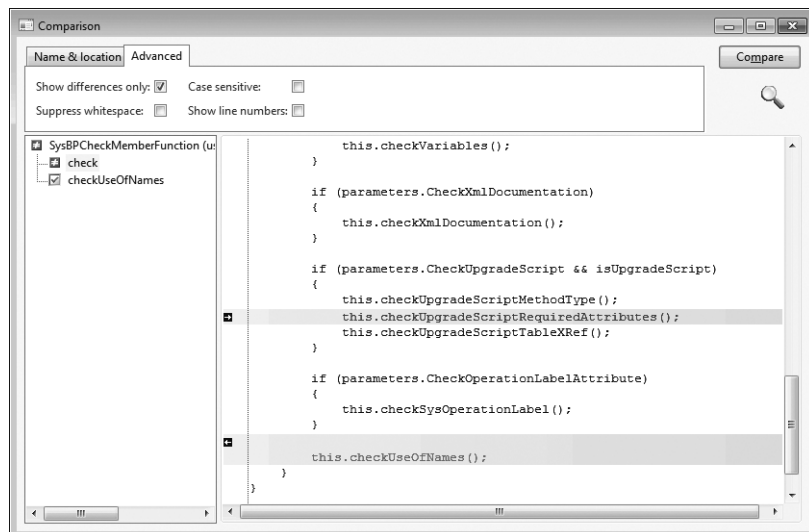 Comparison
Name & location Advanced
Compare
Show differences only: Case sensitive:
Suppress whitespace: Show line numbers:
SysBPCheckMemberFunction (us
check
checkUseOfNames
this.checkVariables();
}
if (parameters.CheckXmlDocumentation)
{
this.checkXmlDocumentation();
}
if (parameters.CheckUpgradeScript && isUpgradeScript)
{
this.checkUpgradeScriptMethodType();
this.checkUpgradeScriptRequiredAttributes();
this.checkUpgradeScriptTableXRef();
}
if (parameters.CheckOperationLabelAttribute)
{
this.checkSysOperationLabel();
}
this.checkUseOfNames();
}
}